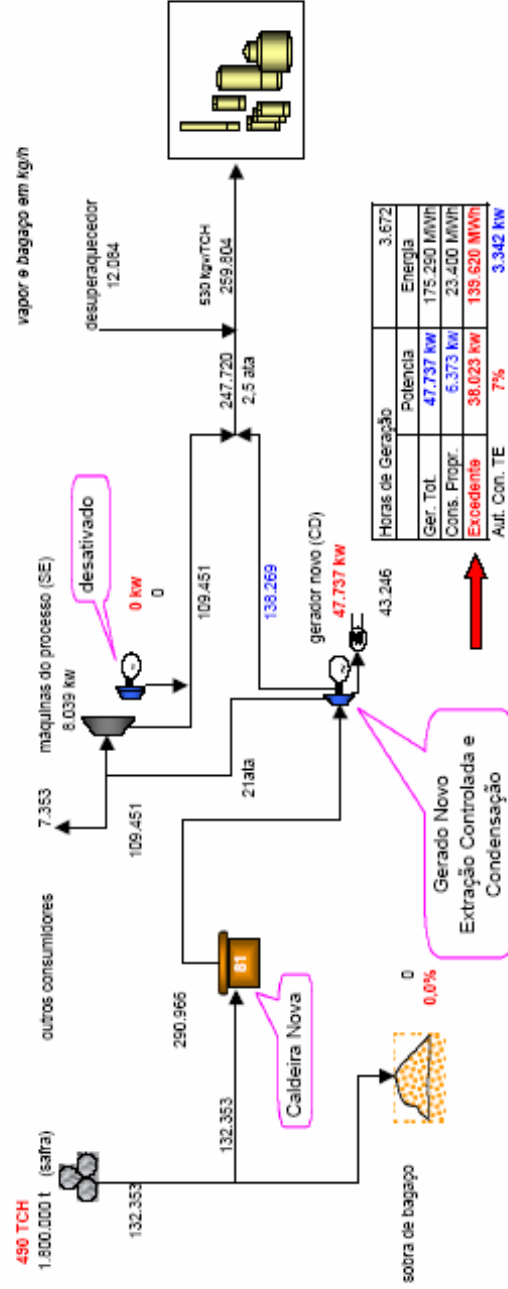 vapor e bagaço em kg/h
490 TCH
1.800.000 t (safra)
132.353
outros consumidores
7.353
109.451
máquinas do processo (SE)
8.039 kw
desativado
0 kw
0
109.451
desuperaquecedor
12.084
247.720
2,5 ata
530 kgv/TCH
259.804
290.966
132.353
81
Caldeira Nova
21ata
138.269
gerador novo (CD)
47.737 kw
43.246
sobra de bagaço
0
0,0%
Gerado Novo
Extração Controlada e
Condensação
Horas de Geração 3.672
Potencia Energia
Ger. Tot. 47.737 kw 175.290 MWh
Cons. Propr. 6.373 kw 23.400 MWh
Excedente 38.023 kw 139.620 MWh
Aut. Con. TE 7% 3.342 kw